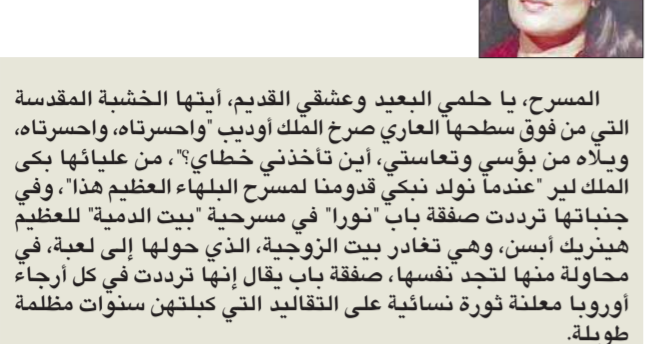 المسرح، يا حلمي البعيد وعشقي القديم، أيتها الخشبة المقدسة
التي من فوق سطحها العاري صرخ الملك أوديب "واحسرتاه، واحسرتاه،
ويلاه من بؤسي وتعاستي، أين تأخذني خطاي؟"، من عليائها بكى
الملك لير "عندما نولد نبكي قدومنا لمسرح البلهاء العظيم هذا"، وفي
جنباتها ترددت صفقة باب "نورا" في مسرحية "بيت الدمية" للعظيم
هينريك أبسن، وهي تغادر بيت الزوجية، الذي حولها إلى لعبة، في
محاولة منها لتجد نفسها، صفقة باب يقال إنها ترددت في كل أرجاء
أوروبا معلنة ثورة نسائية على التقاليد التي كبلتهن سنوات مظلمة
طويلة.